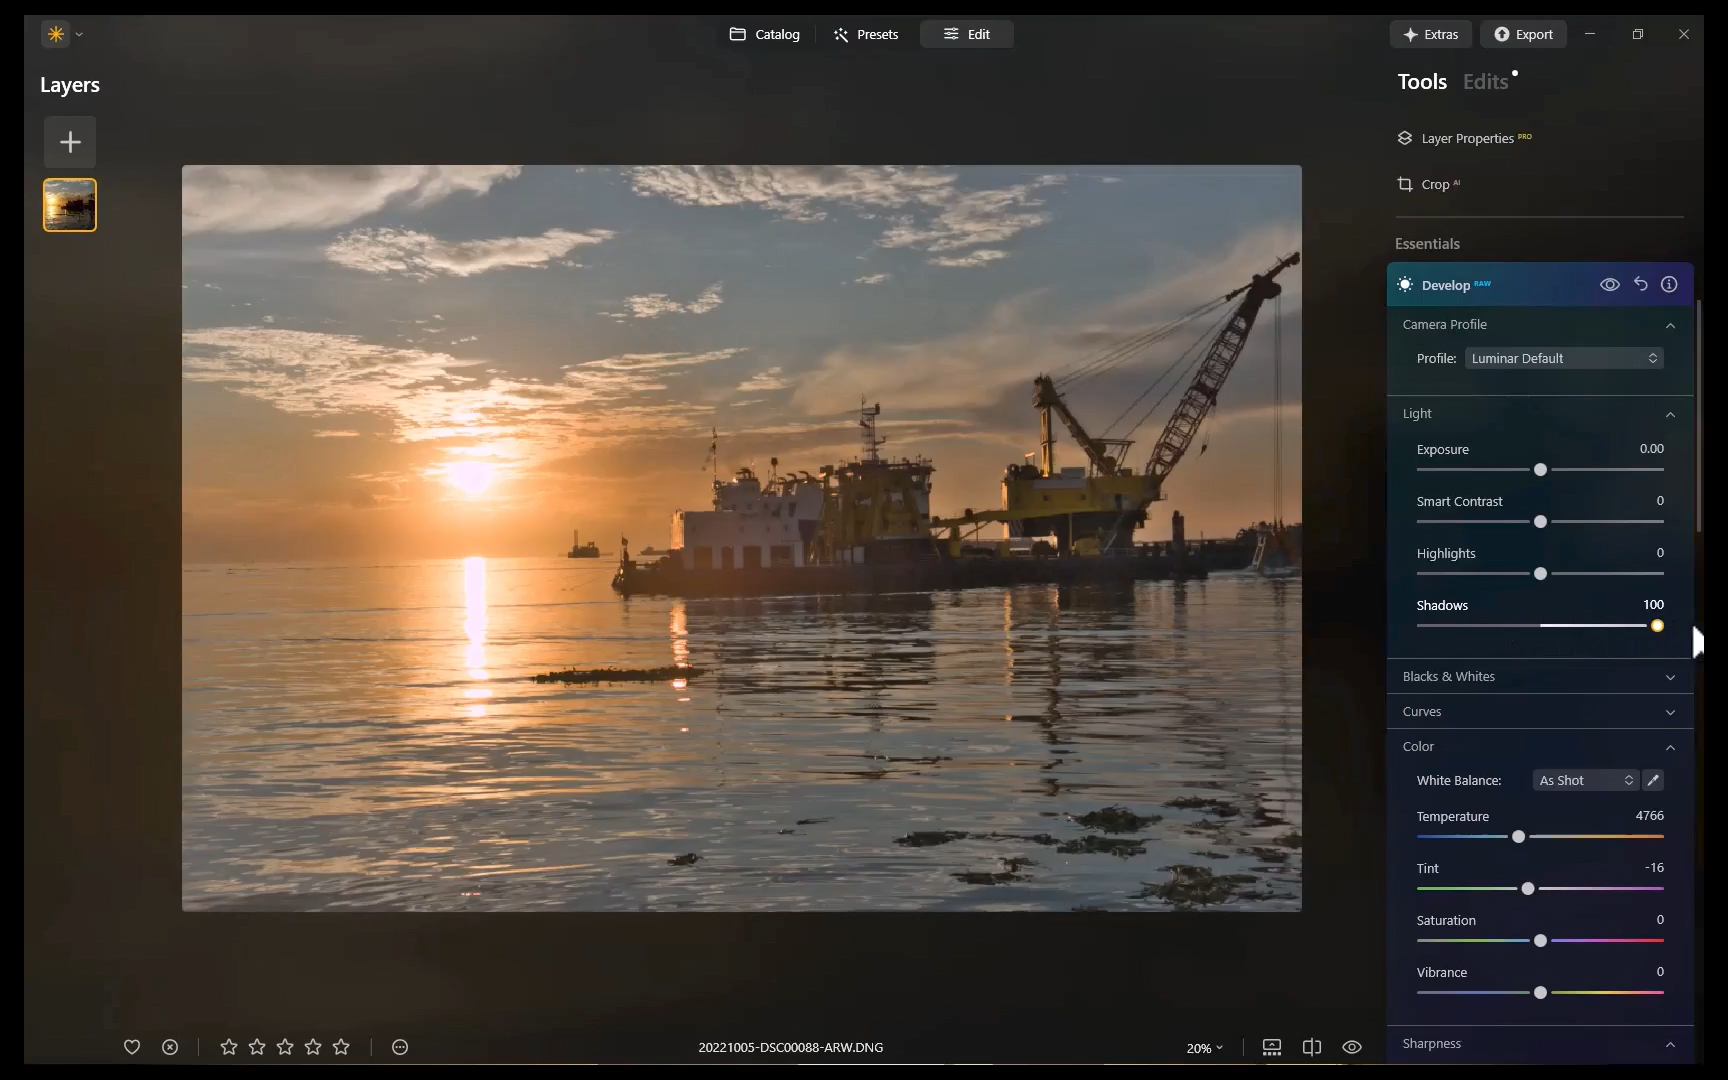 Catalog
Presets
Edit
Extras
Export
Layers
Tools
Edits
Layer Properties PRO
Crop AI
Essentials
Develop RAW
Camera Profile
Profile: Luminar Default
Light
Exposure 0.00
Smart Contrast 0
Highlights 0
Shadows 100
Blacks & Whites
Curves
Color
White Balance: As Shot
Temperature 4766
Tint -16
Saturation 0
Vibrance 0
Sharpness
20221005-DSC00088-ARW.DNG
20%